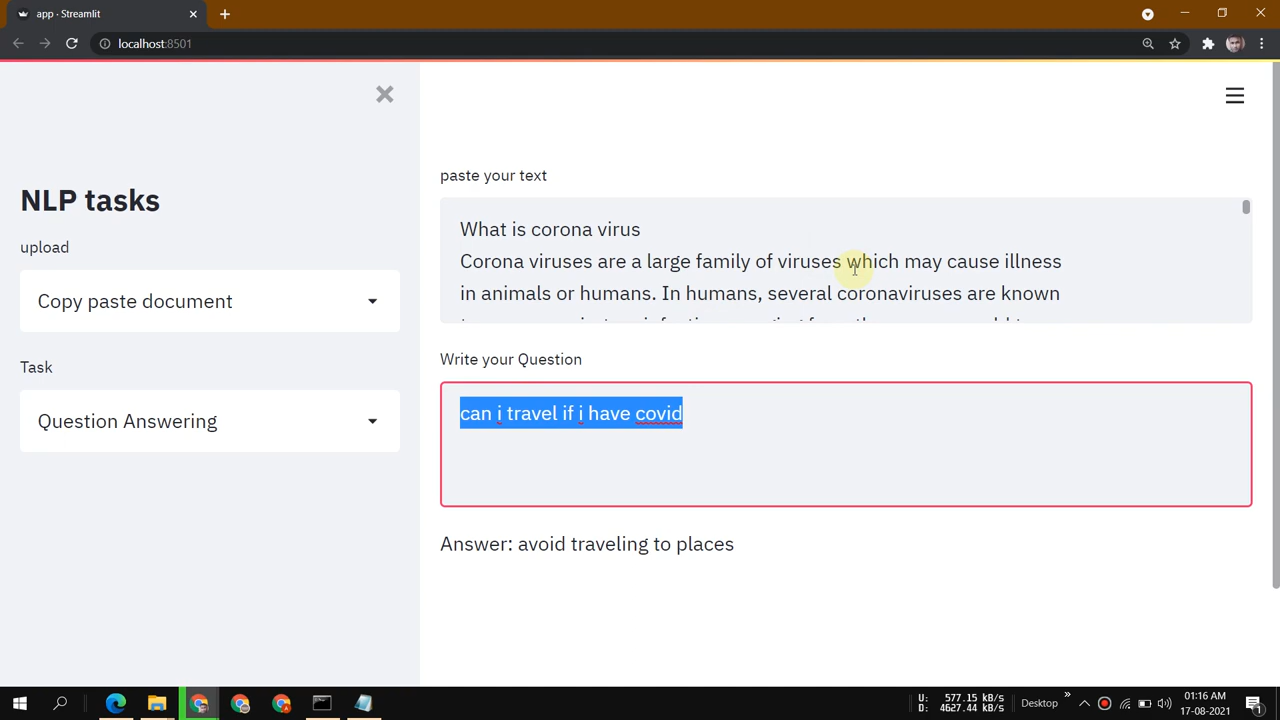 app · Streamlit
localhost:8501
NLP tasks
upload
Copy paste document
Task
Question Answering
paste your text
What is corona virus
Corona viruses are a large family of viruses which may cause illness
in animals or humans. In humans, several coronaviruses are known
Write your Question
can i travel if i have covid
Answer: avoid traveling to places
U: 577.15 kB/s
D: 4627.44 kB/s
Desktop
01:16 AM
17-08-2021
1